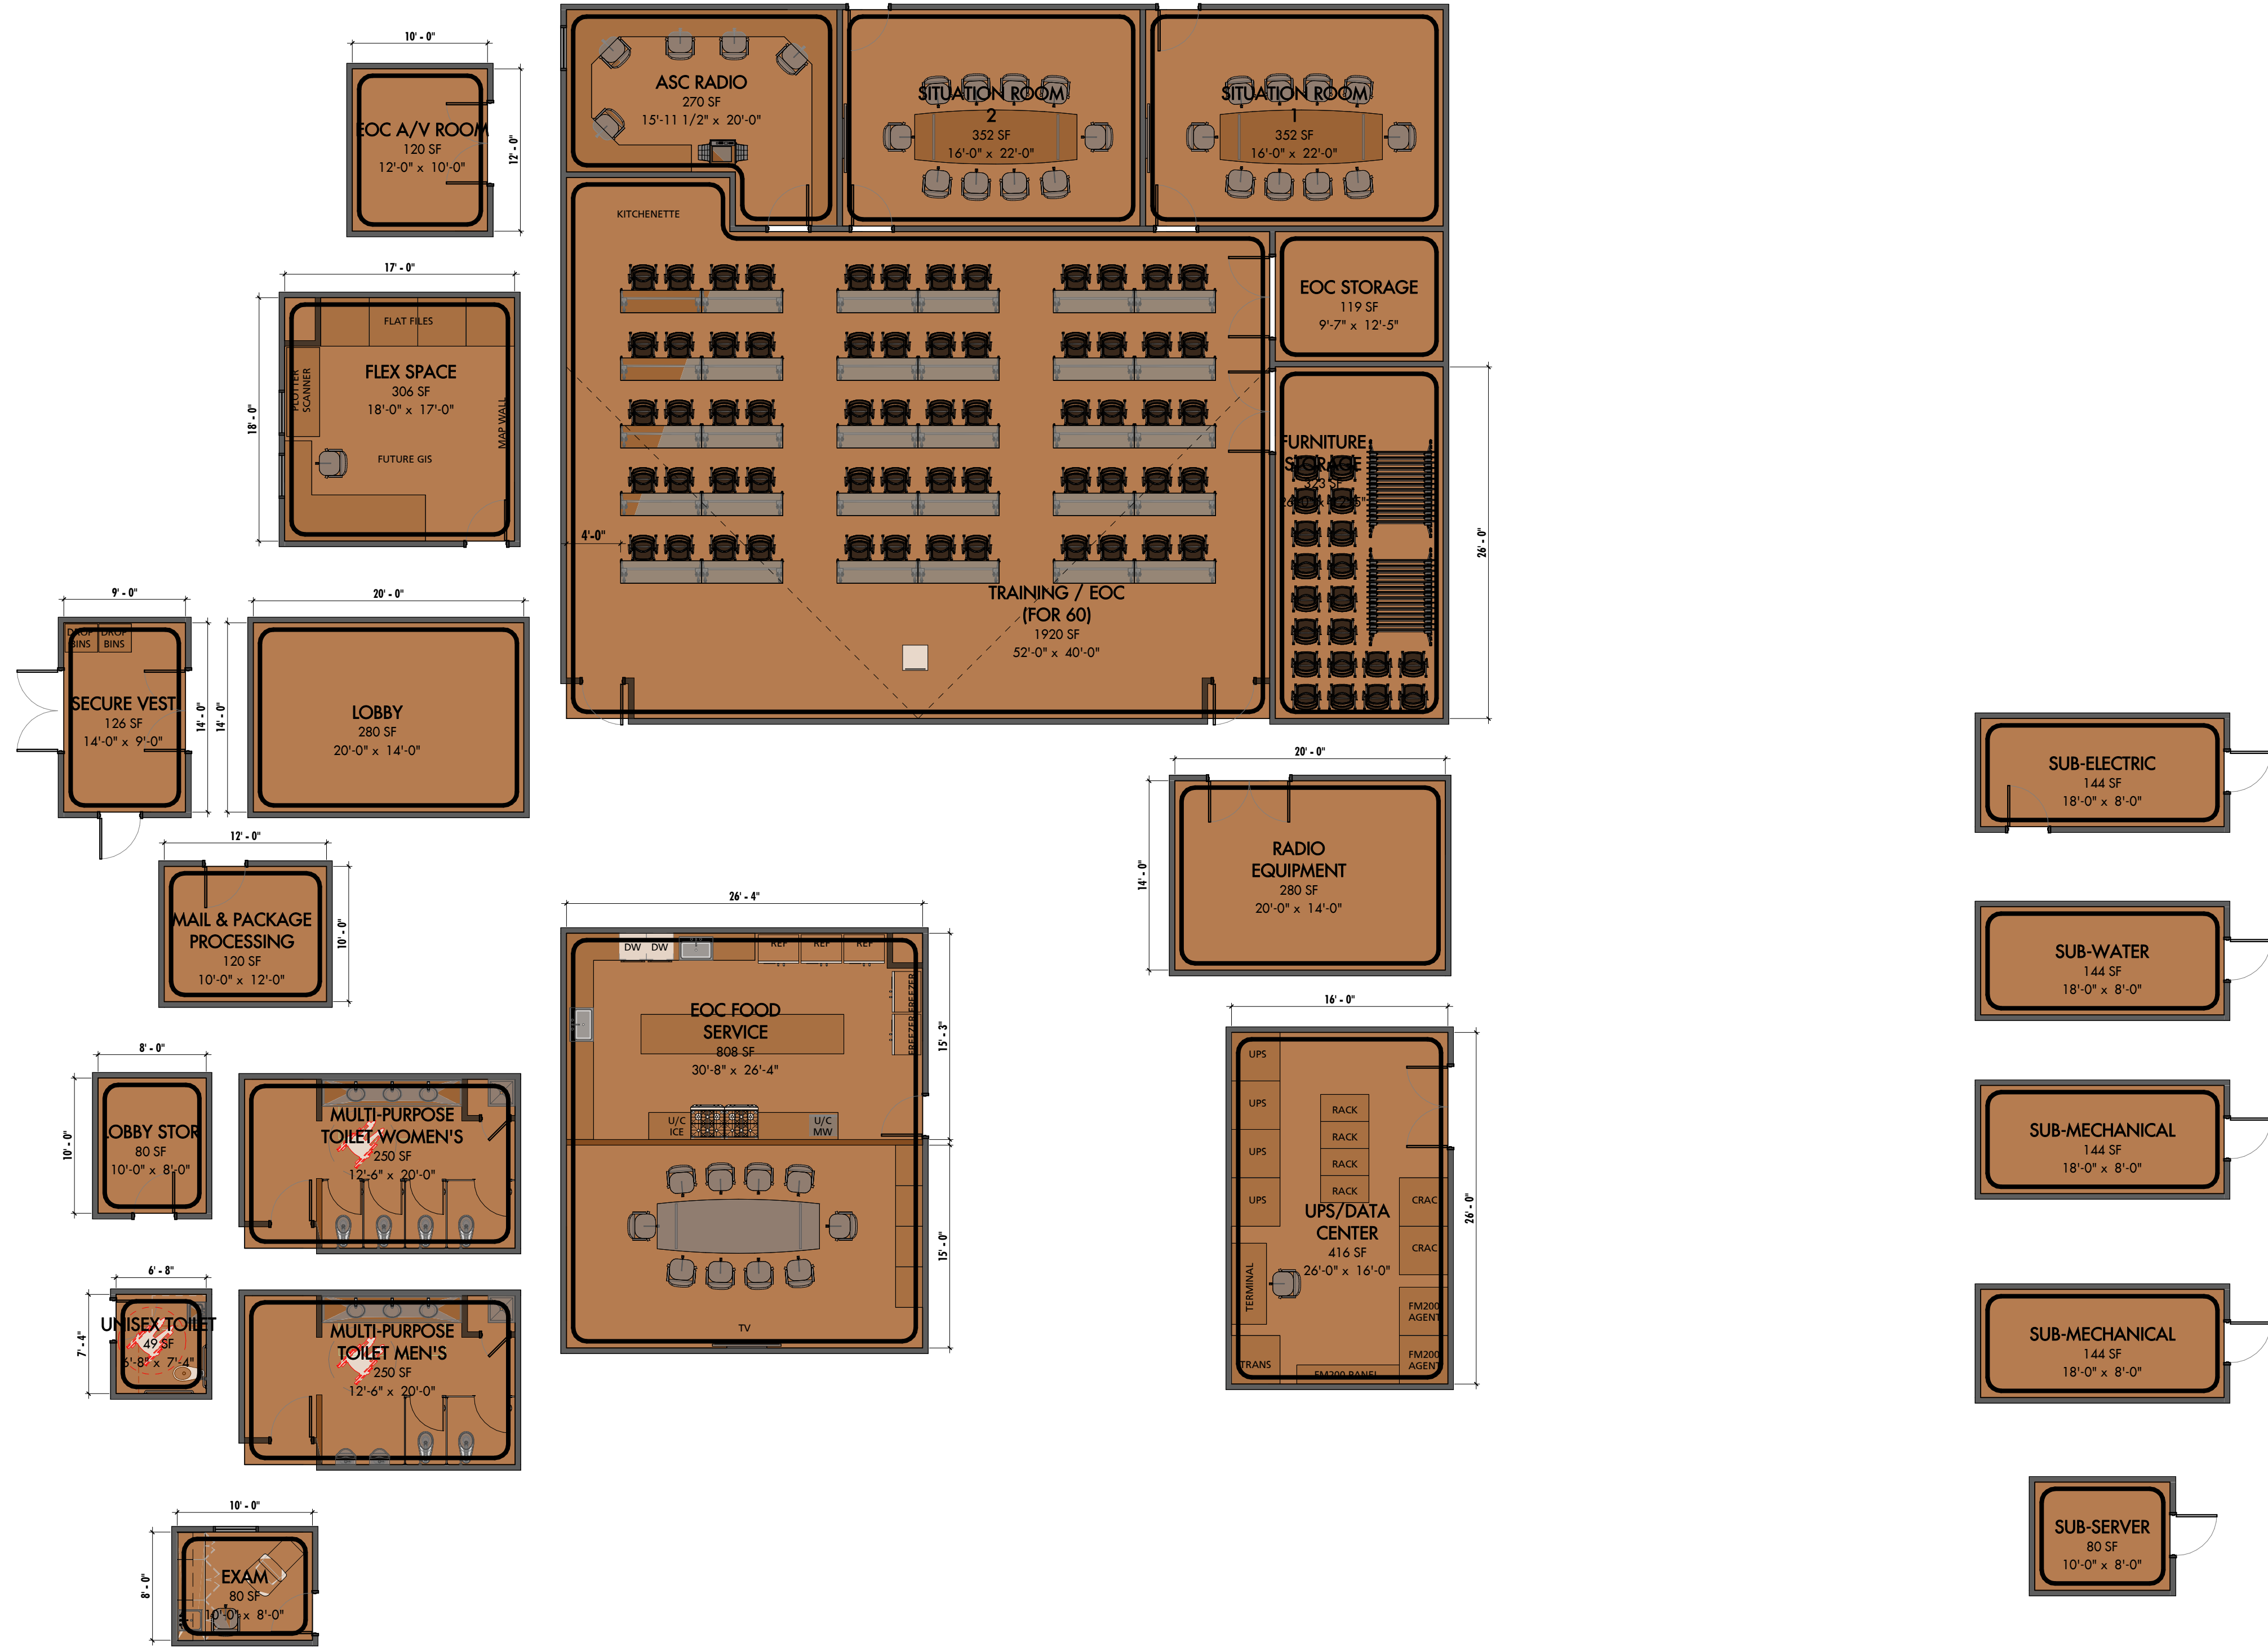 10' - 0"
EOC A/V ROOM
120 SF
12'-0" x 10'-0"
12' - 0"
ASC RADIO
270 SF
15'-11 1/2" x 20'-0"
SITUATION ROOM
2
352 SF
16'-0" x 22'-0"
SITUATION ROOM
1
352 SF
16'-0" x 22'-0"
KITCHENETTE
EOC STORAGE
119 SF
9'-7" x 12'-5"
17' - 0"
18' - 0"
FLAT FILES
FLEX SPACE
306 SF
18'-0" x 17'-0"
PLOTTER
SCANNER
MAP WALL
FUTURE GIS
FURNITURE
STORAGE
323 SF
26' - 0"
4'-0"
TRAINING / EOC
(FOR 60)
1920 SF
52'-0" x 40'-0"
9' - 0"
DROP
BINS
DROP
BINS
SECURE VEST
126 SF
14'-0" x 9'-0"
14' - 0"
20' - 0"
14' - 0"
LOBBY
280 SF
20'-0" x 14'-0"
12' - 0"
MAIL & PACKAGE
PROCESSING
120 SF
10'-0" x 12'-0"
10' - 0"
20' - 0"
14' - 0"
RADIO
EQUIPMENT
280 SF
20'-0" x 14'-0"
SUB-ELECTRIC
144 SF
18'-0" x 8'-0"
SUB-WATER
144 SF
18'-0" x 8'-0"
SUB-MECHANICAL
144 SF
18'-0" x 8'-0"
SUB-MECHANICAL
144 SF
18'-0" x 8'-0"
SUB-SERVER
80 SF
10'-0" x 8'-0"
26' - 4"
DW
DW
REF
REF
REF
FREEZER
FREEZER
EOC FOOD
SERVICE
808 SF
30'-8" x 26'-4"
15' - 3"
U/C
ICE
U/C
MW
15' - 0"
TV
16' - 0"
UPS
UPS
UPS
UPS
RACK
RACK
RACK
RACK
CRAC
CRAC
UPS/DATA
CENTER
416 SF
26'-0" x 16'-0"
26' - 0"
TERMINAL
FM200
AGENT
FM200
AGENT
TRANS
FM200 PANEL
8' - 0"
10' - 0"
LOBBY STOR
80 SF
10'-0" x 8'-0"
MULTI-PURPOSE
TOILET WOMEN'S
250 SF
12'-6" x 20'-0"
6' - 8"
7' - 4"
UNISEX TOILET
49 SF
6'-8" x 7'-4"
MULTI-PURPOSE
TOILET MEN'S
250 SF
12'-6" x 20'-0"
10' - 0"
8' - 0"
EXAM
80 SF
10'-0" x 8'-0"